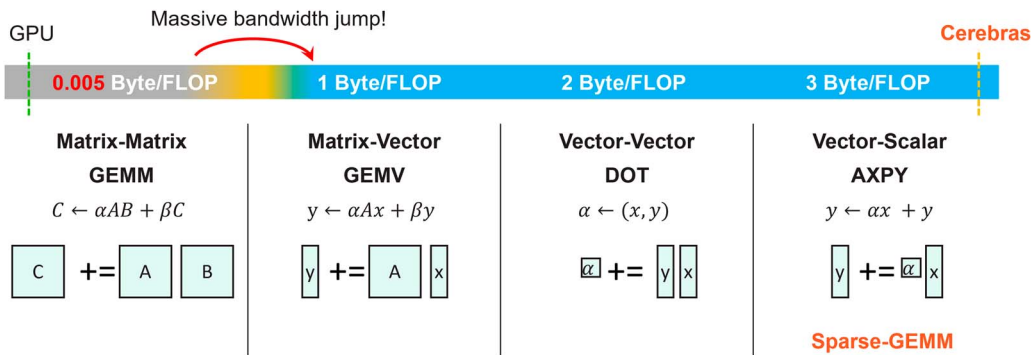 Massive bandwidth jump!
GPU
Cerebras
0.005 Byte/FLOP
1 Byte/FLOP
2 Byte/FLOP
3 Byte/FLOP
Matrix-Matrix
GEMM
C ← αAB + βC
C += A B
Matrix-Vector
GEMV
y ← αAx + βy
y += A x
Vector-Vector
DOT
α ← (x, y)
α += y x
Vector-Scalar
AXPY
y ← αx + y
y += α x
Sparse-GEMM